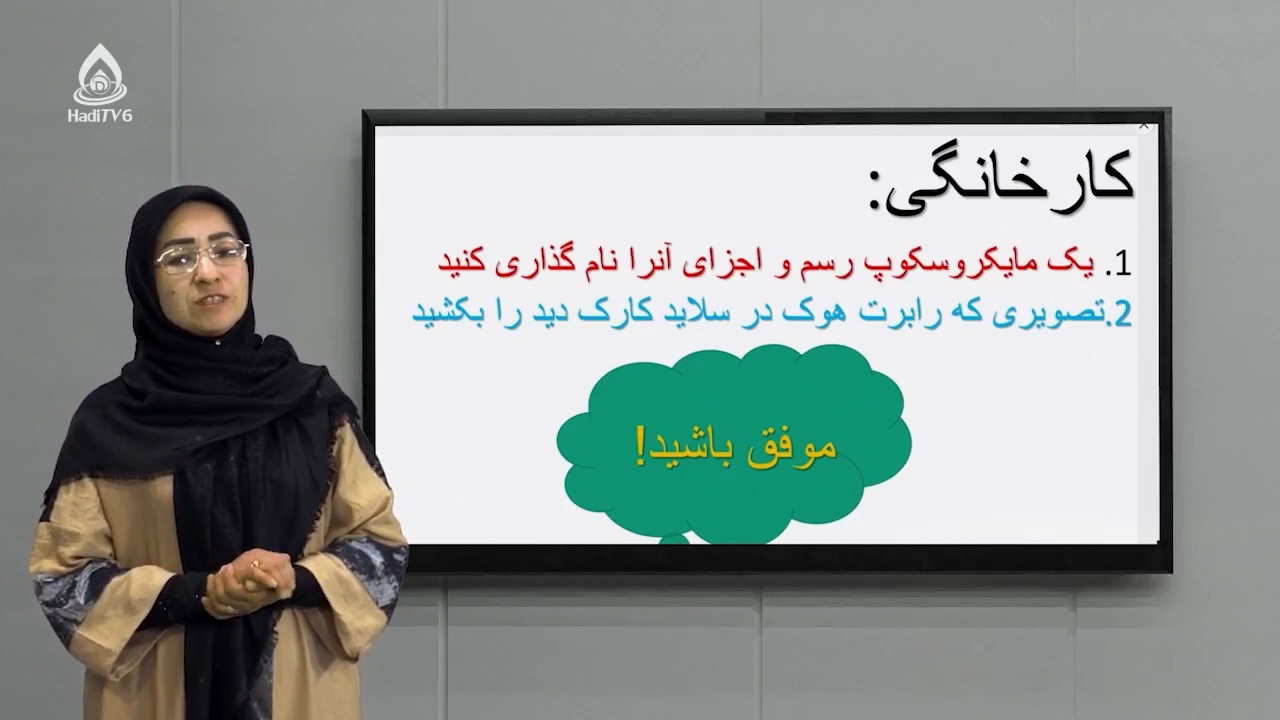 HadiTV6
کارخانگی:
1. یک مایکروسکوپ رسم و اجزای آنرا نام گذاری کنید
2.تصویری که رابرت هوک در سلاید کارک دید را بکشید
موفق باشید!